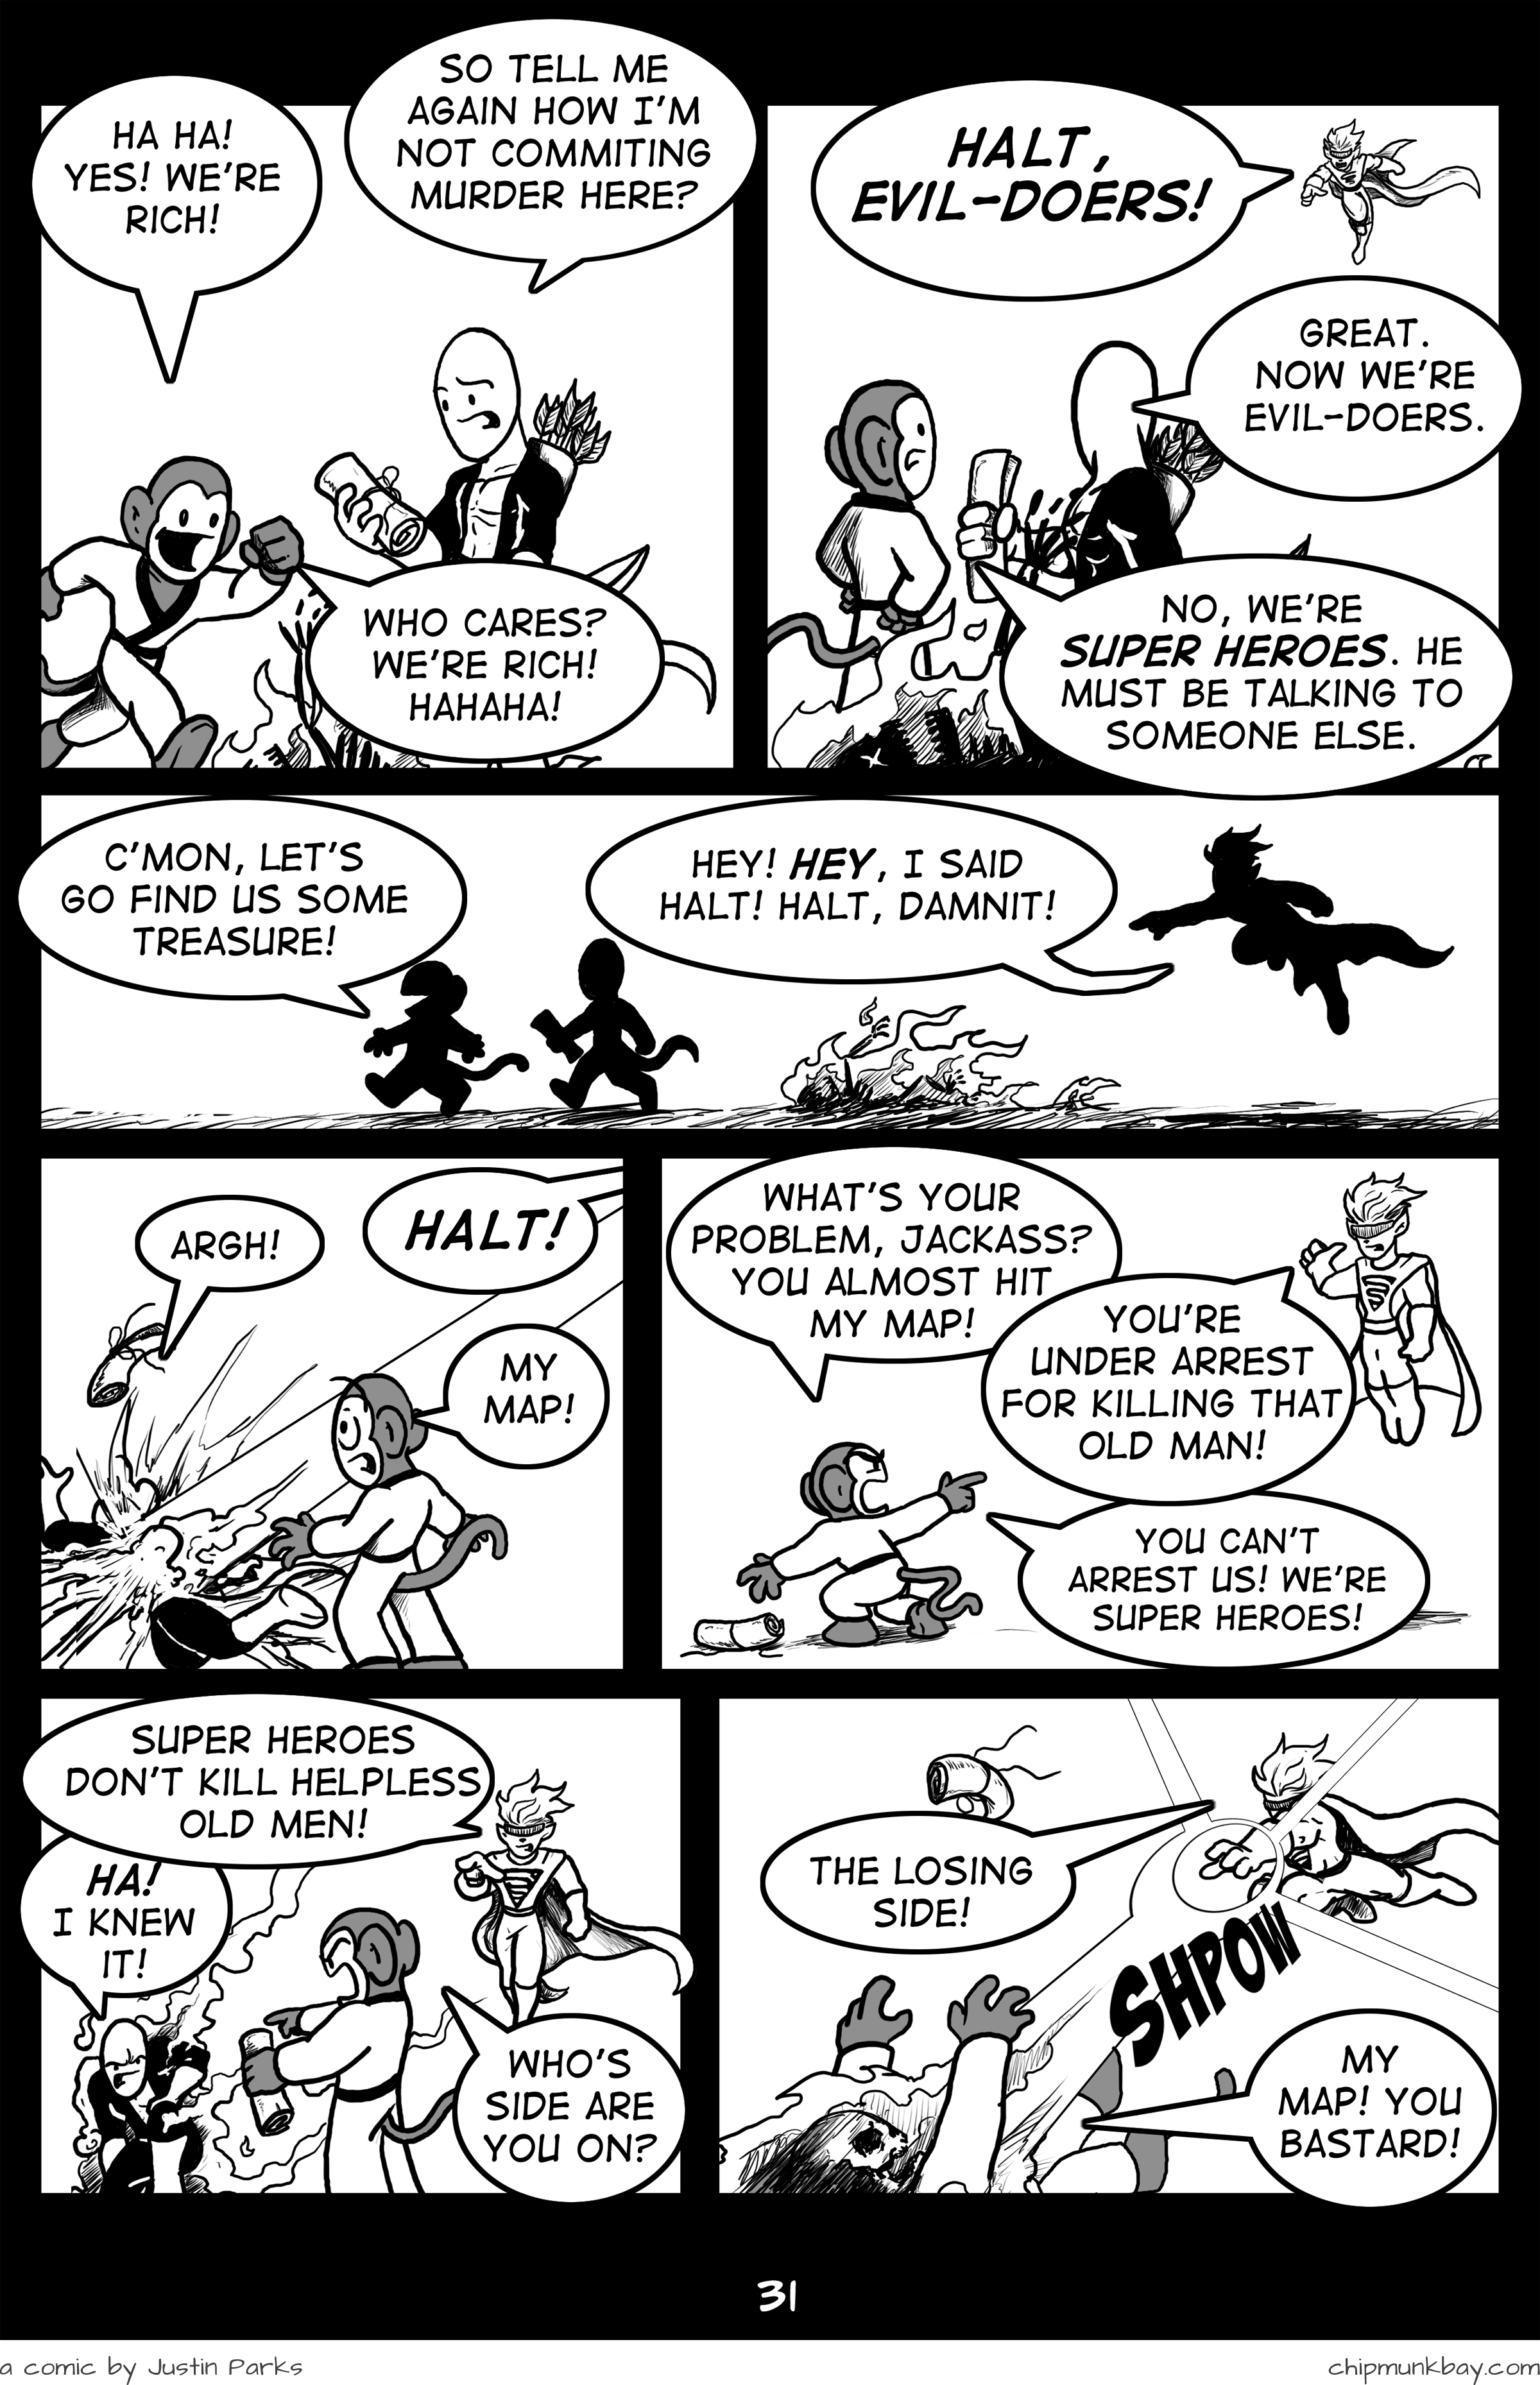 HA HA!
YES! WE'RE
RICH!
SO TELL ME
AGAIN HOW I'M
NOT COMMITING
MURDER HERE?
WHO CARES?
WE'RE RICH!
HAHAHA!
HALT,
EVIL-DOERS!
GREAT.
NOW WE'RE
EVIL-DOERS.
NO, WE'RE
SUPER HEROES. HE
MUST BE TALKING TO
SOMEONE ELSE.
C'MON, LET'S
GO FIND US SOME
TREASURE!
HEY! HEY, I SAID
HALT! HALT, DAMNIT!
ARGH!
HALT!
MY
MAP!
WHAT'S YOUR
PROBLEM, JACKASS?
YOU ALMOST HIT
MY MAP!
YOU'RE
UNDER ARREST
FOR KILLING THAT
OLD MAN!
YOU CAN'T
ARREST US! WE'RE
SUPER HEROES!
SUPER HEROES
DON'T KILL HELPLESS
OLD MEN!
HA!
I KNEW
IT!
WHO'S
SIDE ARE
YOU ON?
THE LOSING
SIDE!
SHPOW
MY
MAP! YOU
BASTARD!
31
a comic by Justin Parks
chipmunkbay.com